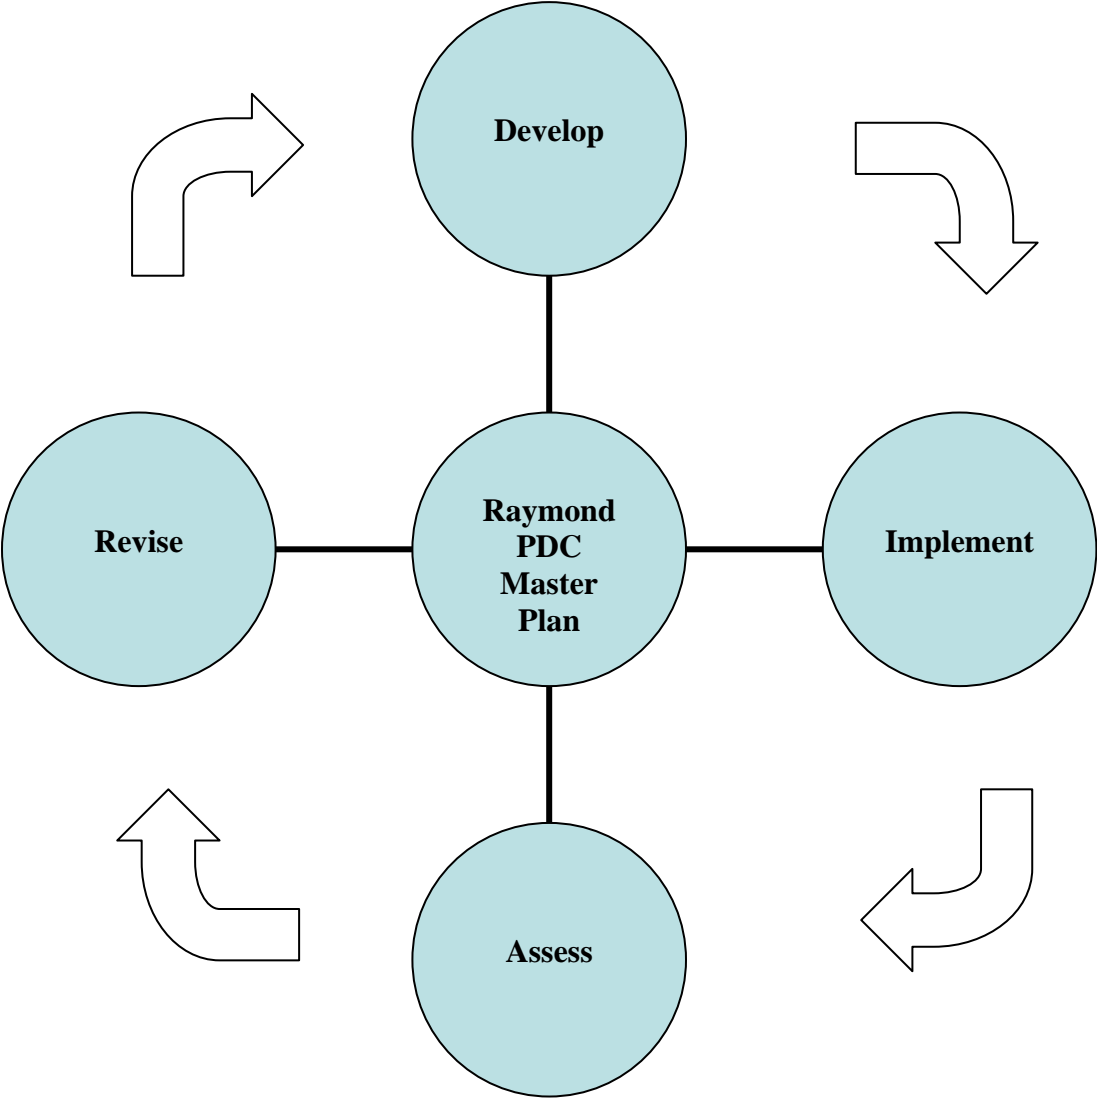 Develop
Revise
Raymond
PDC
Master
Plan
Implement
Assess